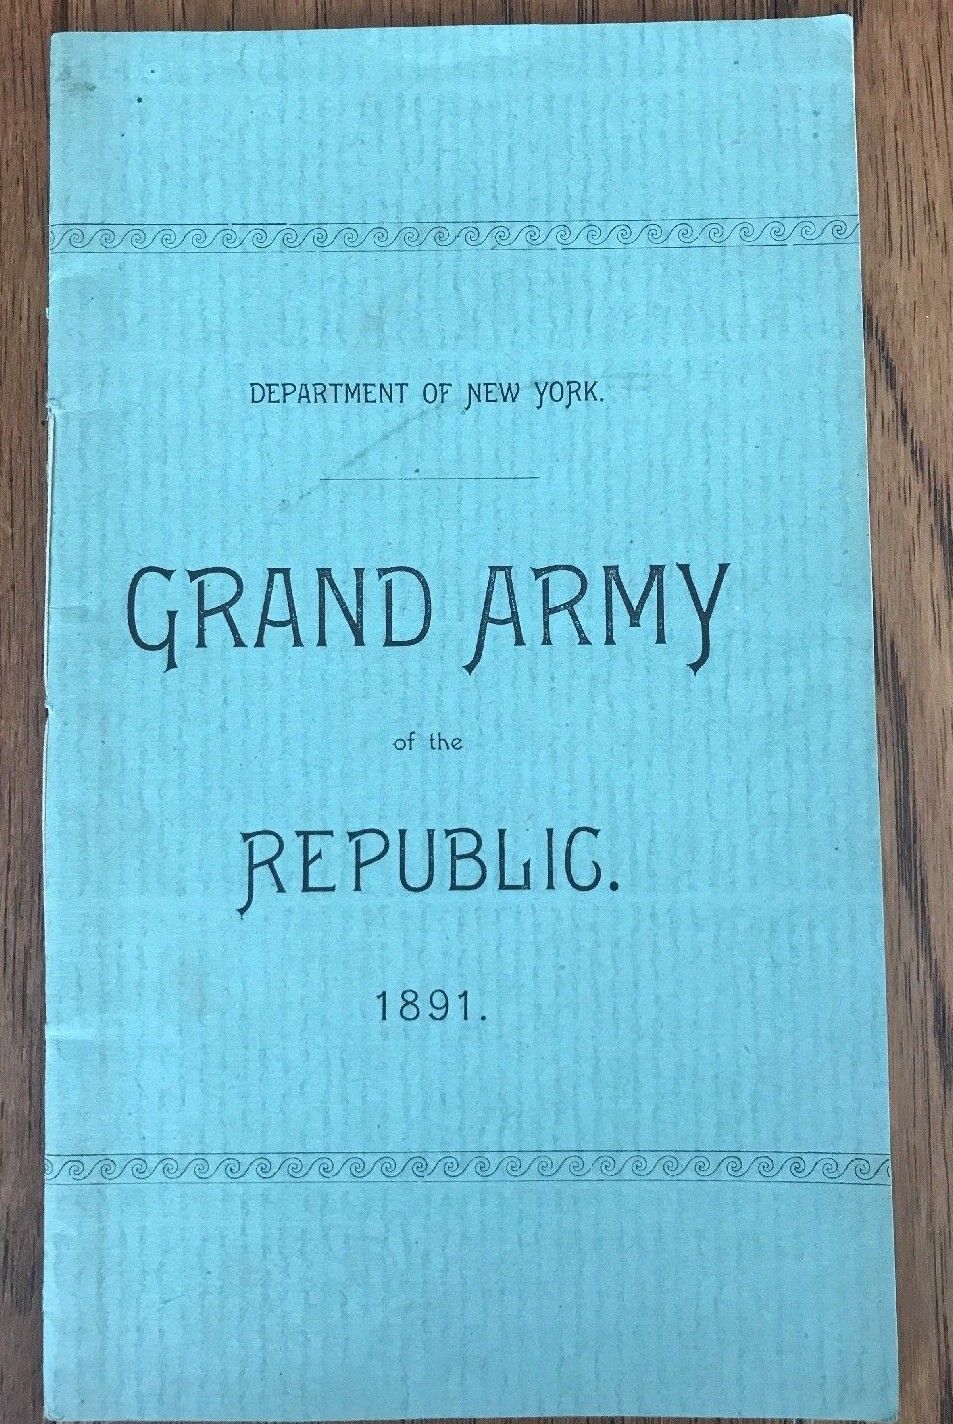 DEPARTMENT OF NEW YORK.
GRAND ARMY
of the
REPUBLIC.
1891.